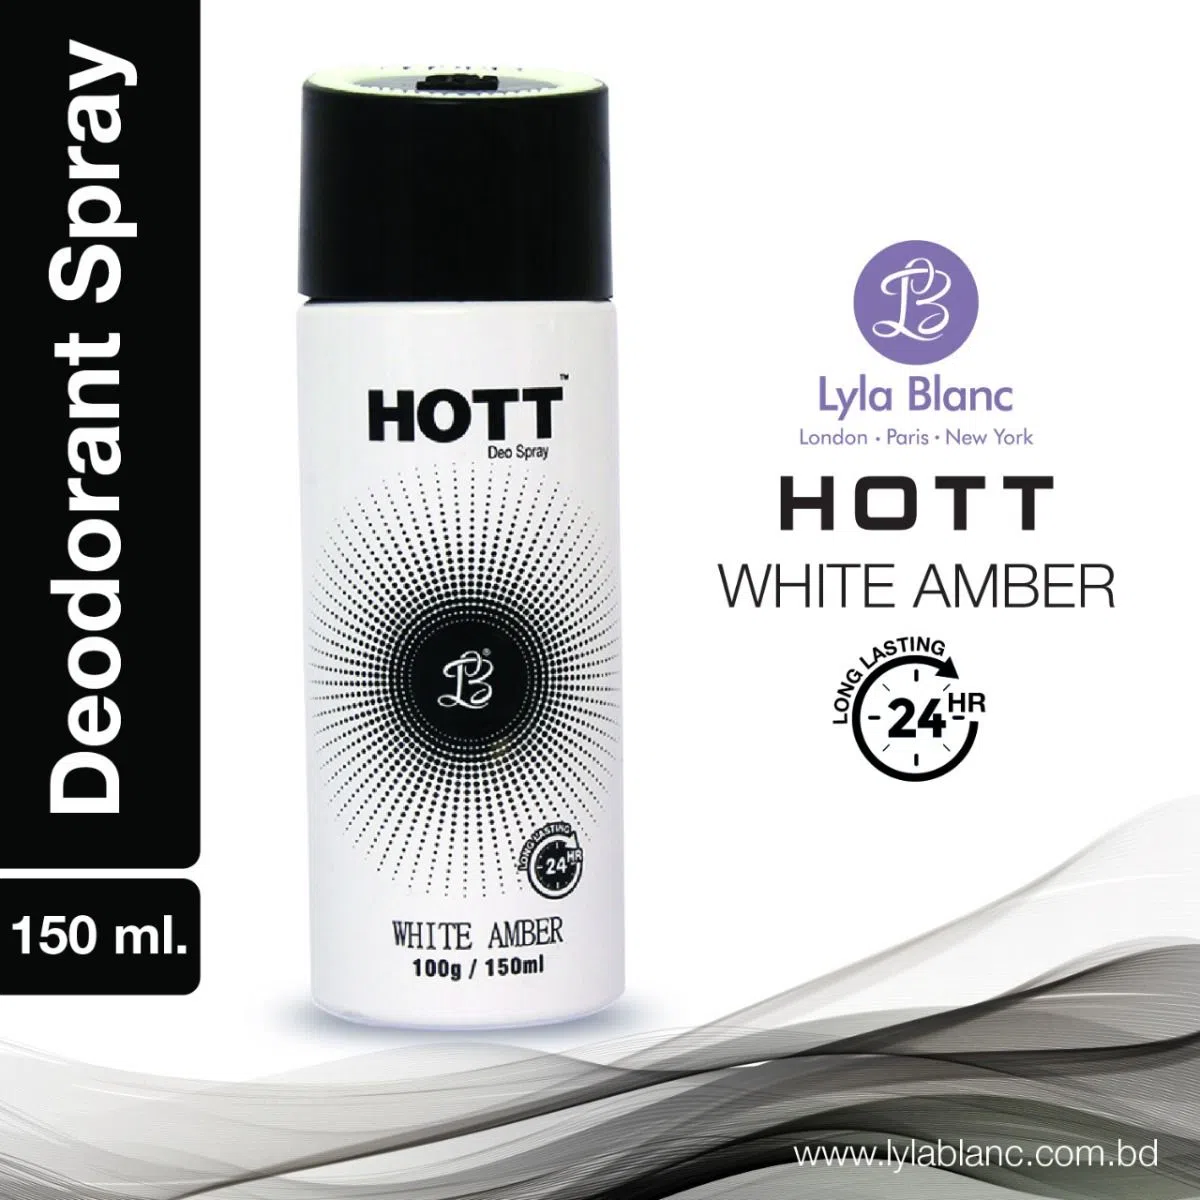 Deodorant Spray
150 ml.
HOTT™
Deo Spray
LB®
LONG LASTING
24 HR
WHITE AMBER
100g / 150ml
LB
Lyla Blanc
London • Paris • New York
HOTT
WHITE AMBER
LONG LASTING
24 HR
www.lylablanc.com.bd